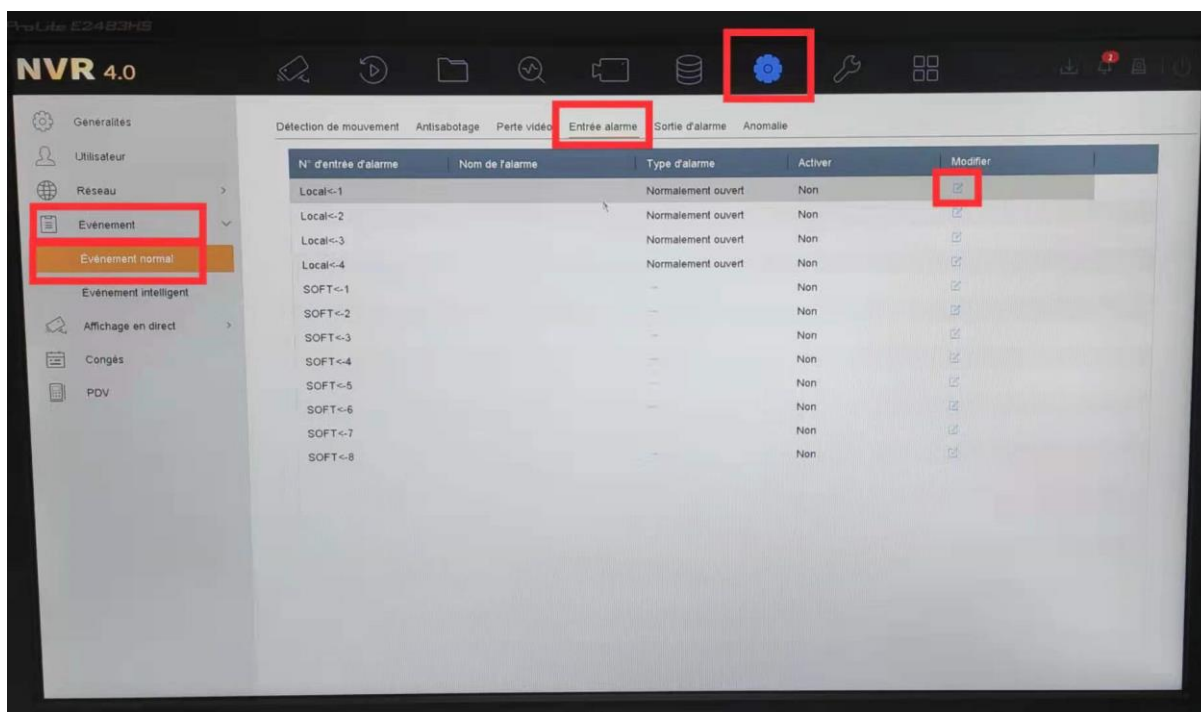 ProLite E2483HS
NVR 4.0
2
Généralités
Utilisateur
Réseau
Evénement
Evénement normal
Evénement intelligent
Affichage en direct
Congés
PDV
Détection de mouvement Antisabotage Perte vidéo Entrée alarme Sortie d'alarme Anomalie
N° d'entrée d'alarme Nom de l'alarme Type d'alarme Activer Modifier
Local<-1 Normalement ouvert Non
Local<-2 Normalement ouvert Non
Local<-3 Normalement ouvert Non
Local<-4 Normalement ouvert Non
SOFT<-1 Non
SOFT<-2 Non
SOFT<-3 Non
SOFT<-4 Non
SOFT<-5 Non
SOFT<-6 Non
SOFT<-7 Non
SOFT<-8 Non